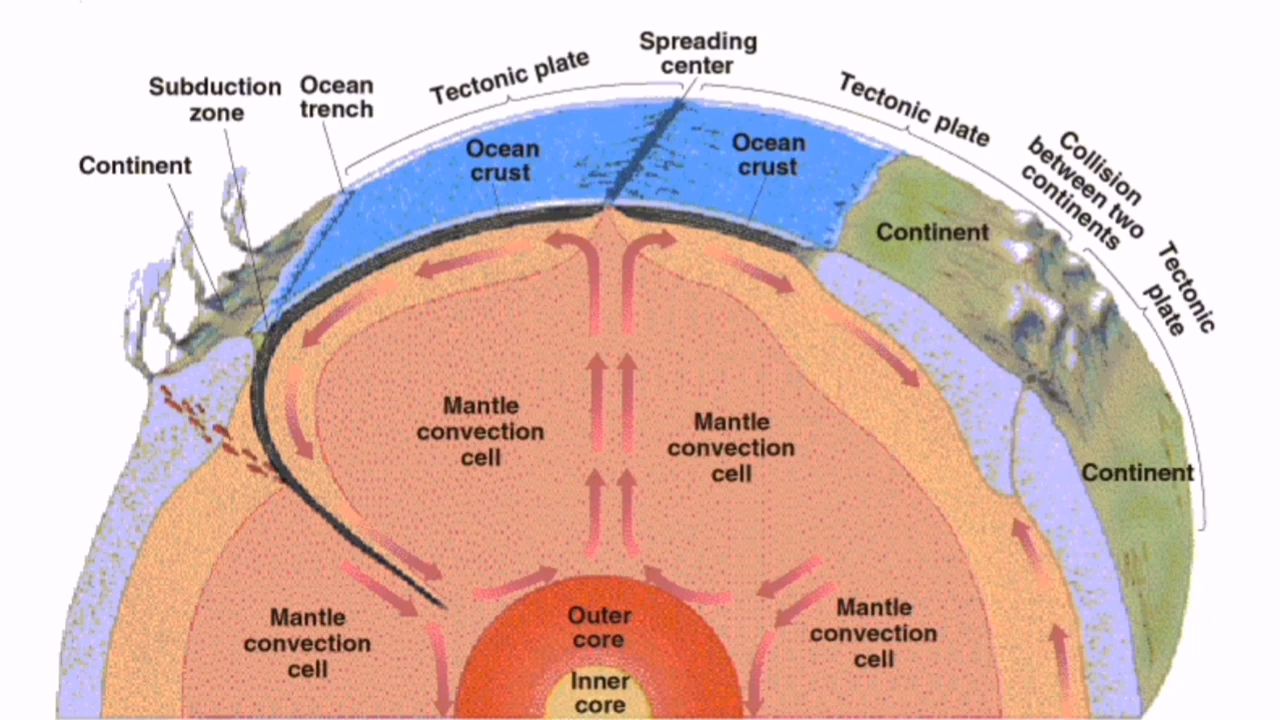 Spreading
center
Tectonic plate
Subduction
zone
Ocean
trench
Tectonic plate
Continent
Ocean
crust
Ocean
crust
Collision
between two
continents
Continent
Tectonic
plate
Mantle
convection
cell
Mantle
convection
cell
Continent
Mantle
convection
cell
Outer
core
Mantle
convection
cell
Inner
core